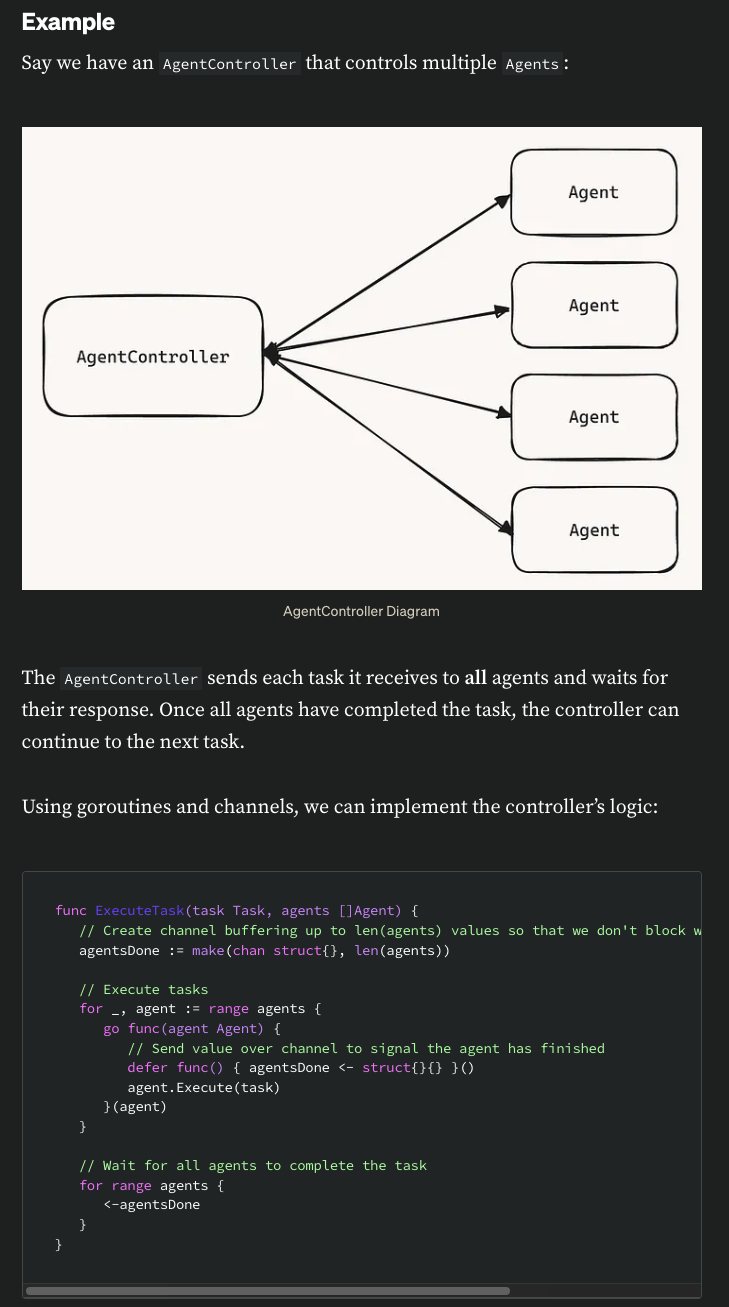 Example
Say we have an AgentController that controls multiple Agents:
Agent
Agent
AgentController
Agent
Agent
AgentController Diagram
The AgentController sends each task it receives to all agents and waits for
their response. Once all agents have completed the task, the controller can
continue to the next task.
Using goroutines and channels, we can implement the controller’s logic:
func ExecuteTask(task Task, agents []Agent) {
// Create channel buffering up to len(agents) values so that we don't block w
agentsDone := make(chan struct{}, len(agents))
// Execute tasks
for _, agent := range agents {
go func(agent Agent) {
// Send value over channel to signal the agent has finished
defer func() { agentsDone <- struct{}{} }()
agent.Execute(task)
}(agent)
}
// Wait for all agents to complete the task
for range agents {
<-agentsDone
}
}